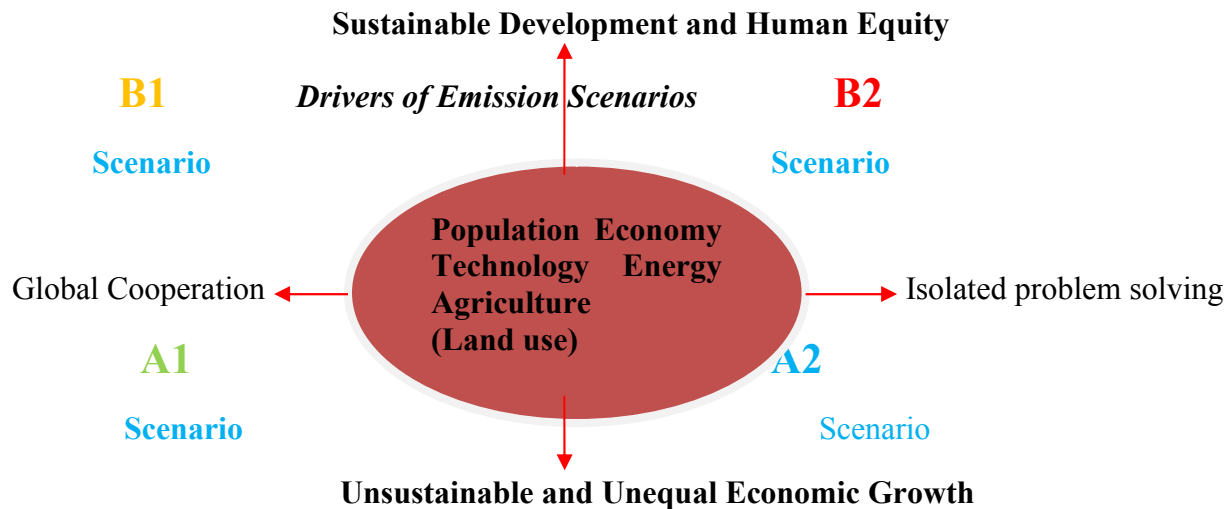 Sustainable Development and Human Equity
B1
Drivers of Emission Scenarios
B2
Scenario
Scenario
Population Economy
Technology Energy
Agriculture
(Land use)
Global Cooperation
Isolated problem solving
A1
A2
Scenario
Scenario
Unsustainable and Unequal Economic Growth